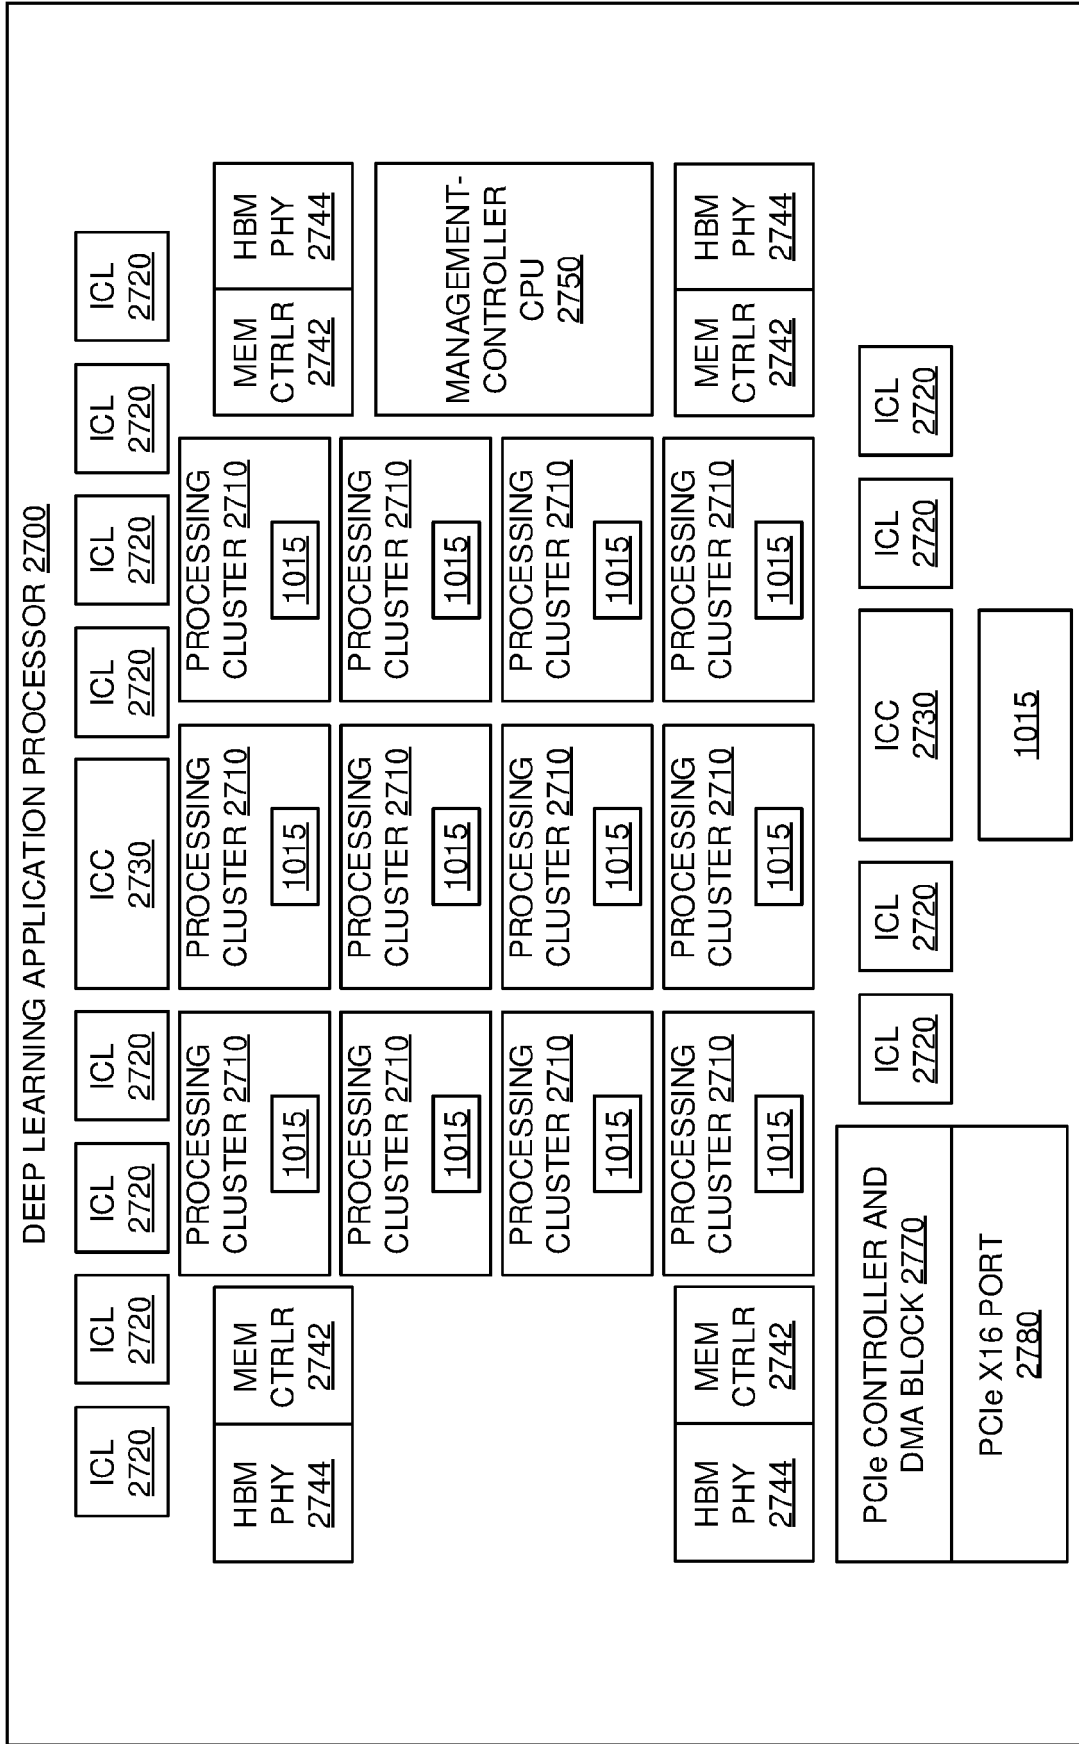 DEEP LEARNING APPLICATION PROCESSOR 2700
ICL
2720
ICL
2720
ICL
2720
ICL
2720
ICC
2730
ICL
2720
ICL
2720
ICL
2720
ICL
2720
HBM
PHY
2744
MEM
CTRLR
2742
PROCESSING
CLUSTER 2710
1015
PROCESSING
CLUSTER 2710
1015
PROCESSING
CLUSTER 2710
1015
MEM
CTRLR
2742
HBM
PHY
2744
PROCESSING
CLUSTER 2710
1015
PROCESSING
CLUSTER 2710
1015
PROCESSING
CLUSTER 2710
1015
MANAGEMENT-
CONTROLLER
CPU
2750
PROCESSING
CLUSTER 2710
1015
PROCESSING
CLUSTER 2710
1015
PROCESSING
CLUSTER 2710
1015
HBM
PHY
2744
MEM
CTRLR
2742
PROCESSING
CLUSTER 2710
1015
PROCESSING
CLUSTER 2710
1015
PROCESSING
CLUSTER 2710
1015
MEM
CTRLR
2742
HBM
PHY
2744
PCIe CONTROLLER AND
DMA BLOCK 2770
PCIe X16 PORT
2780
ICL
2720
ICL
2720
ICC
2730
ICL
2720
ICL
2720
1015